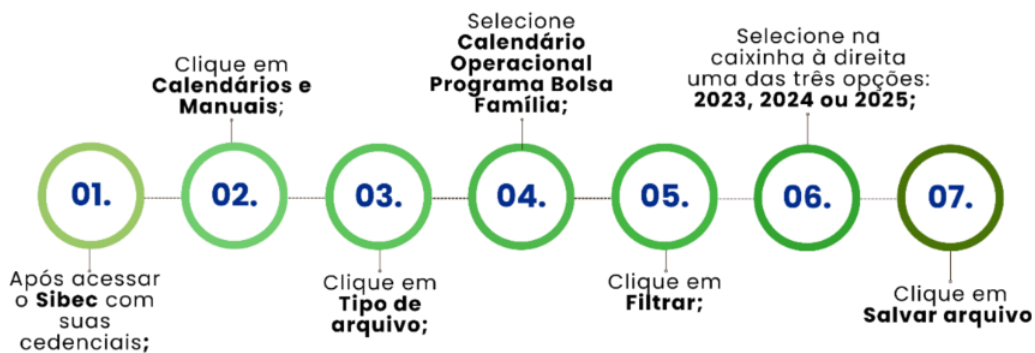 01.
Após acessar
o Sibec com
suas
cedenciais;
02.
Clique em
Calendários e
Manuais;
03.
Clique em
Tipo de
arquivo;
04.
Selecione
Calendário
Operacional
Programa Bolsa
Família;
05.
Clique em
Filtrar;
06.
Selecione na
caixinha à direita
uma das três opções:
2023, 2024 ou 2025;
07.
Clique em
Salvar arquivo